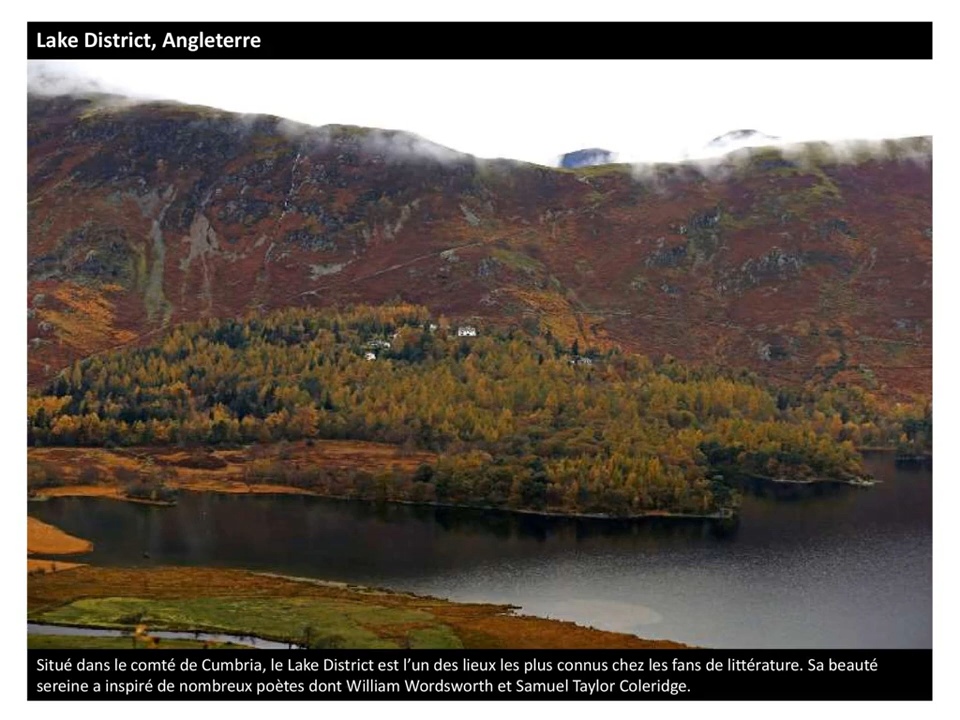 Lake District, Angleterre
Situé dans le comté de Cumbria, le Lake District est l’un des lieux les plus connus chez les fans de littérature. Sa beauté
sereine a inspiré de nombreux poètes dont William Wordsworth et Samuel Taylor Coleridge.